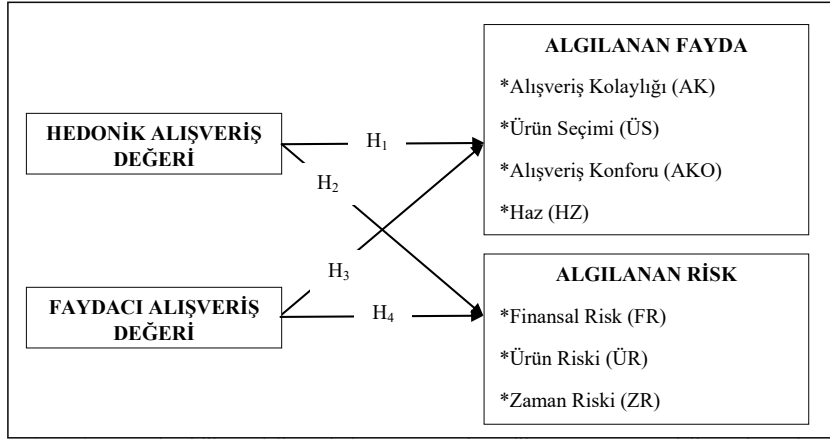 HEDONİK ALIŞVERİŞ
DEĞERİ
FAYDACI ALIŞVERİŞ
DEĞERİ
H1
H2
H3
H4
ALGILANAN FAYDA
*Alışveriş Kolaylığı (AK)
*Ürün Seçimi (ÜS)
*Alışveriş Konforu (AKO)
*Haz (HZ)
ALGILANAN RİSK
*Finansal Risk (FR)
*Ürün Riski (ÜR)
*Zaman Riski (ZR)